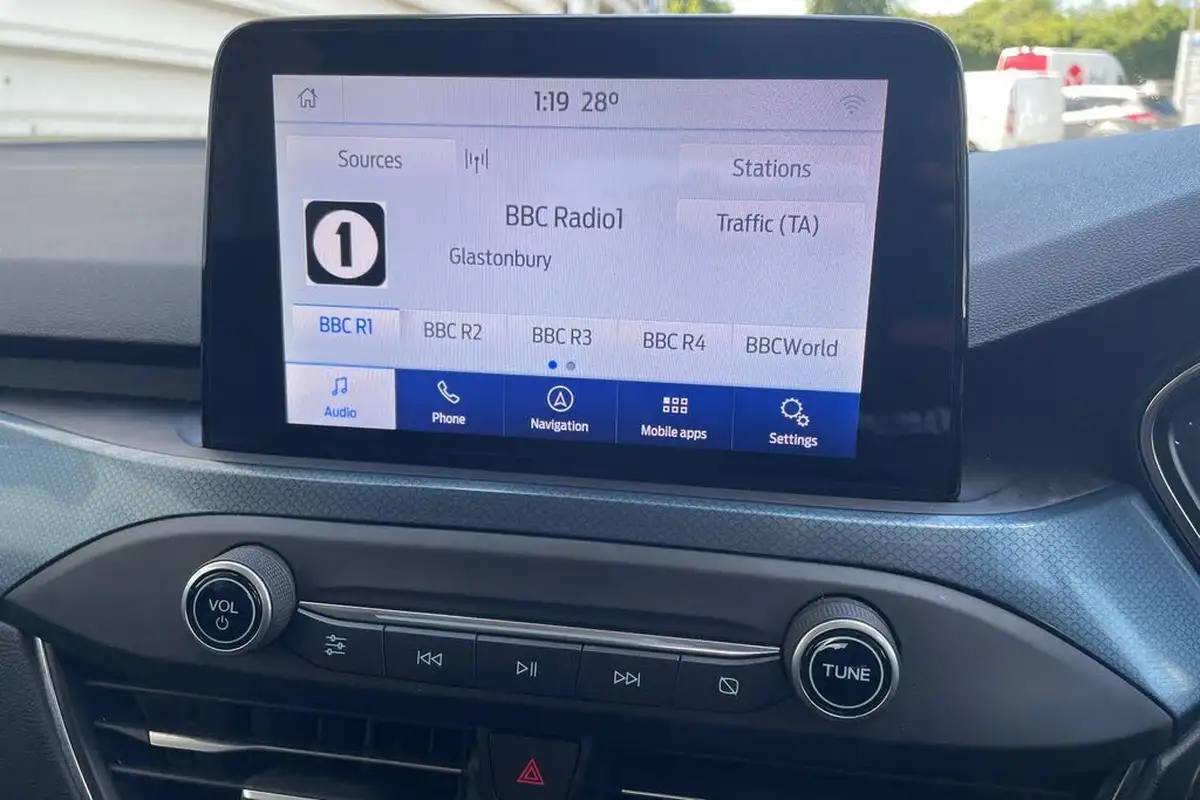 1:19 28º
Sources
Stations
1
BBC Radio1
Traffic (TA)
Glastonbury
BBC R1
BBC R2
BBC R3
BBC R4
BBCWorld
Audio
Phone
Navigation
Mobile apps
Settings
VOL
TUNE